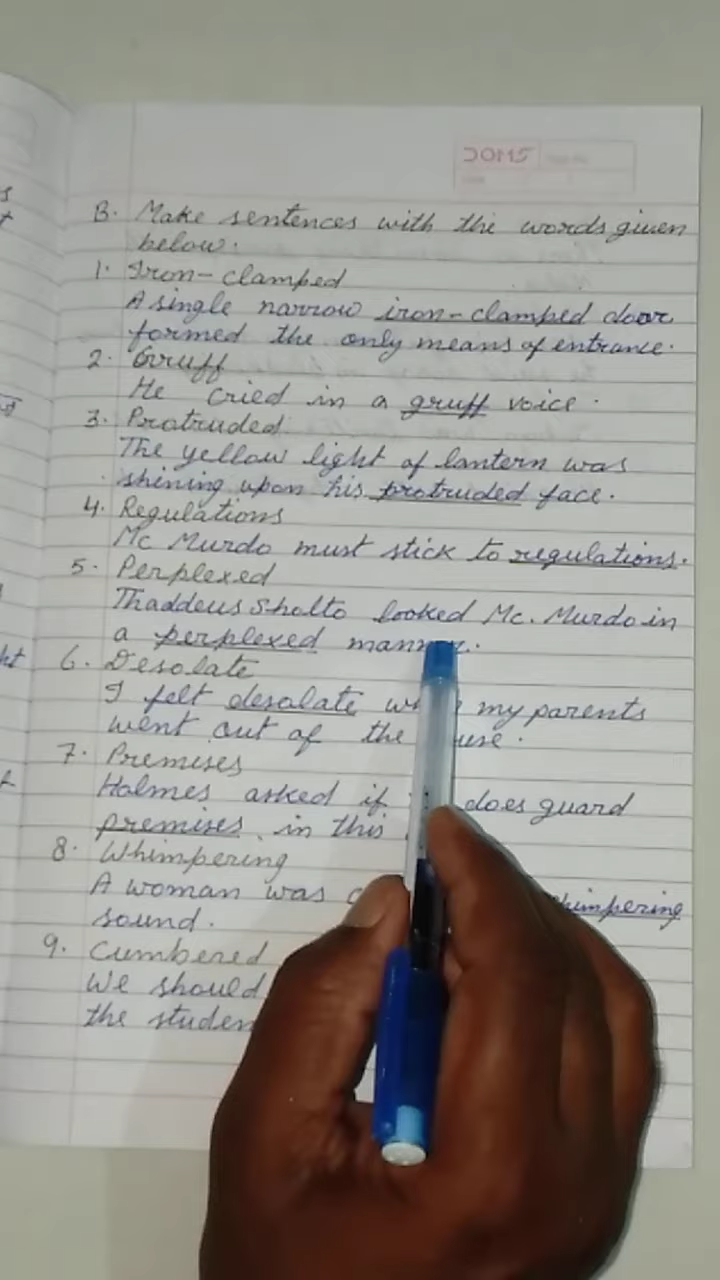 DOMS
B. Make sentences with the words given
below.
1. Iron-clamped
A single narrow iron-clamped door
formed the only means of entrance.
2. Gruff
He cried in a gruff voice.
3. Protruded
The yellow light of lantern was
shining upon his protruded face.
4. Regulations
Mc Murdo must stick to regulations.
5. Perplexed
Thaddeus Sholto looked Mc. Murdo in
a perplexed manner.
6. Desolate
I felt desolate my parents
went out of the
7. Premises
Holmes asked if does guard
premises in this
8. Whimpering
A woman was whimpering
sound.
9. Cumbered
We should
the